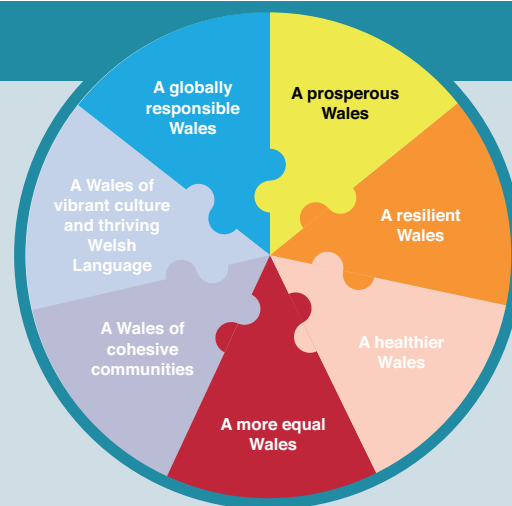 A globally
responsible
Wales
A prosperous
Wales
A Wales of
vibrant culture
and thriving
Welsh
Language
A resilient
Wales
A Wales of
cohesive
communities
A healthier
Wales
A more equal
Wales